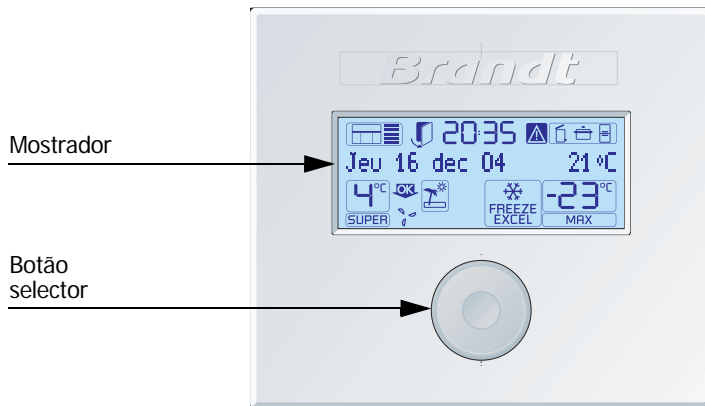 Brandt
20:35
Mostrador
Jeu 16 dec 04 21 °C
4°C OK FREEZE EXCEL -23°C
SUPER MAX
Botão
selector